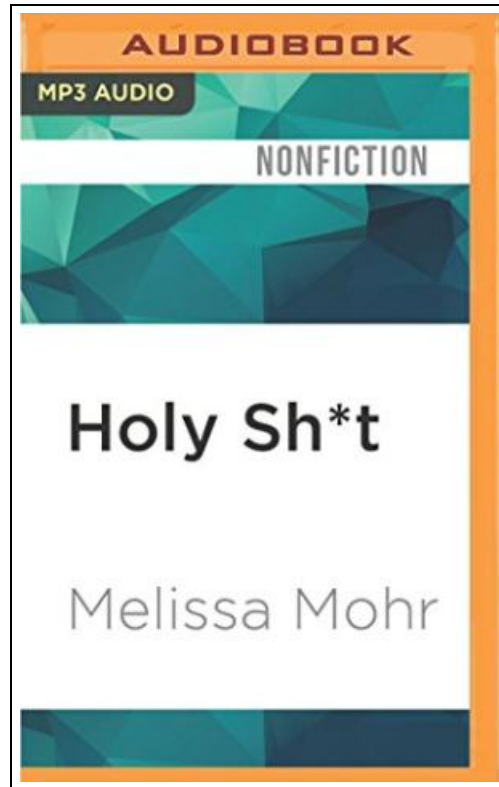 AUDIOBOOK
MP3 AUDIO
NONFICTION
Holy Sh*t
Melissa Mohr